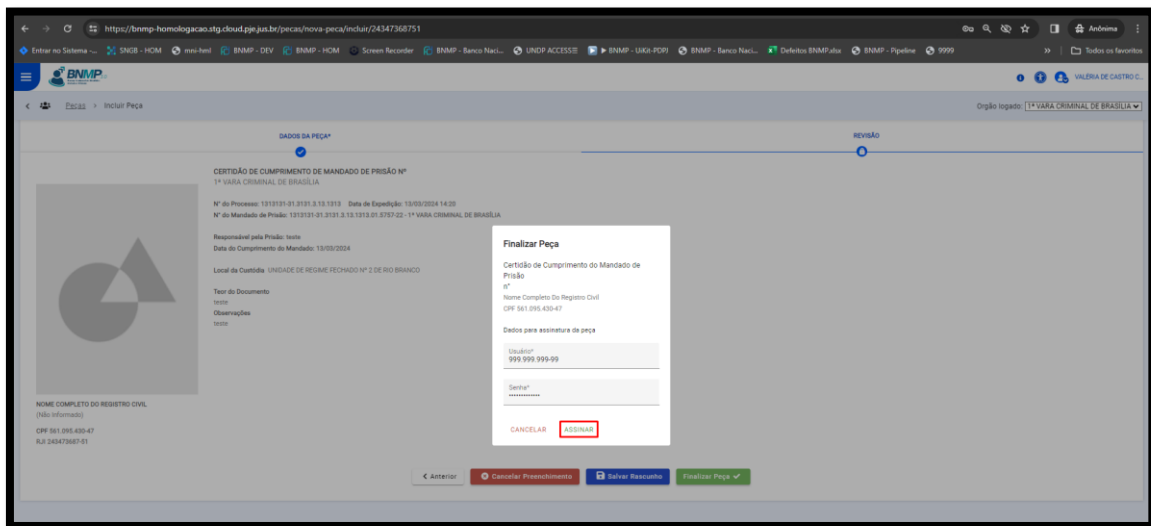 https://bnmp-homologacao.stg.cloud.pje.jus.br/pecas/nova-peca/incluir/24347368751
Anônima
Entrar no Sistema -... SNGB - HOM mni-hml BNMP - DEV BNMP - HOM Screen Recorder BNMP - Banco Naci... UNDP ACCESSE BNMP - UiKit-PDPJ BNMP - Banco Naci... Defeitos BNMP.xlsx BNMP - Pipeline 9999 » Todos os favoritos
BNMP
VALÉRIA DE CASTRO C...
Peças > Incluir Peça
Orgão logado: 1ª VARA CRIMINAL DE BRASÍLIA
DADOS DA PEÇA*
REVISÃO
CERTIDÃO DE CUMPRIMENTO DE MANDADO DE PRISÃO Nº
1ª VARA CRIMINAL DE BRASÍLIA
Nº do Processo: 1313131-31.3131.3.13.1313 Data de Expedição: 13/03/2024 14:20
Nº do Mandado de Prisão: 1313131-31.3131.3.13.1313.01.3757-22 - 1ª VARA CRIMINAL DE BRASÍLIA
Responsável pela Prisão: teste
Data do Cumprimento do Mandado: 13/03/2024
Local da Custódia UNIDADE DE REGIME FECHADO Nº 2 DE RIO BRANCO
Teor do Documento
teste
Observações
teste
NOME COMPLETO DO REGISTRO CIVIL
(Não Informado)
CPF 561.095.430-47
RJI 243473687-51
Finalizar Peça
Certidão de Cumprimento do Mandado de
Prisão
n°
Nome Completo Do Registro Civil
CPF 561.095.430-47
Dados para assinatura da peça
Usuário*
999.999.999-99
Senha*
•••••••••••••
CANCELAR ASSINAR
Anterior Cancelar Preenchimento Salvar Rascunho Finalizar Peça